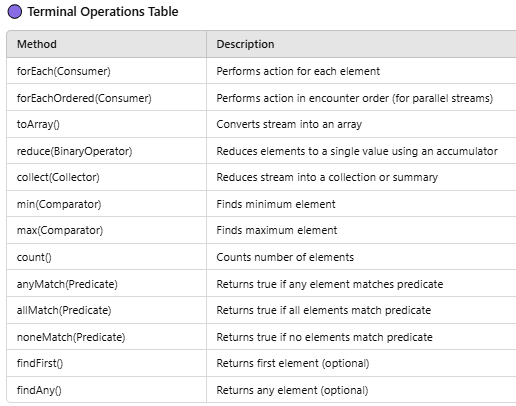 Terminal Operations Table
Method Description
forEach(Consumer) Performs action for each element
forEachOrdered(Consumer) Performs action in encounter order (for parallel streams)
toArray() Converts stream into an array
reduce(BinaryOperator) Reduces elements to a single value using an accumulator
collect(Collector) Reduces stream into a collection or summary
min(Comparator) Finds minimum element
max(Comparator) Finds maximum element
count() Counts number of elements
anyMatch(Predicate) Returns true if any element matches predicate
allMatch(Predicate) Returns true if all elements match predicate
noneMatch(Predicate) Returns true if no elements match predicate
findFirst() Returns first element (optional)
findAny() Returns any element (optional)